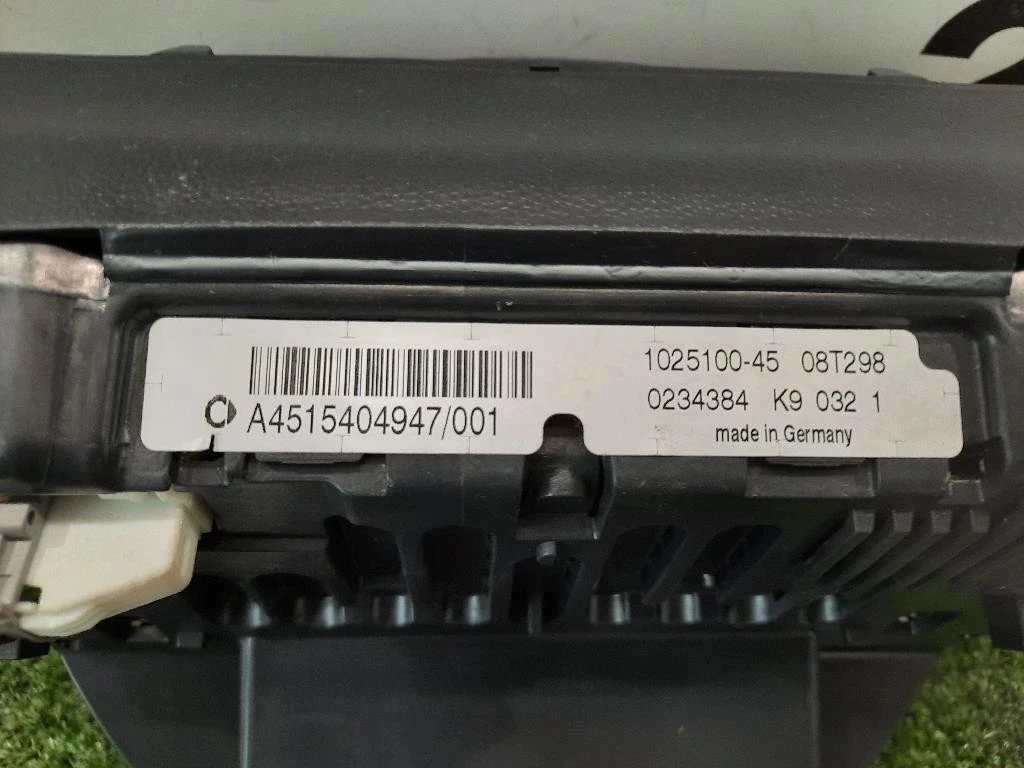 A4515404947/001
1025100-45 08T298
0234384 K9 032 1
made in Germany